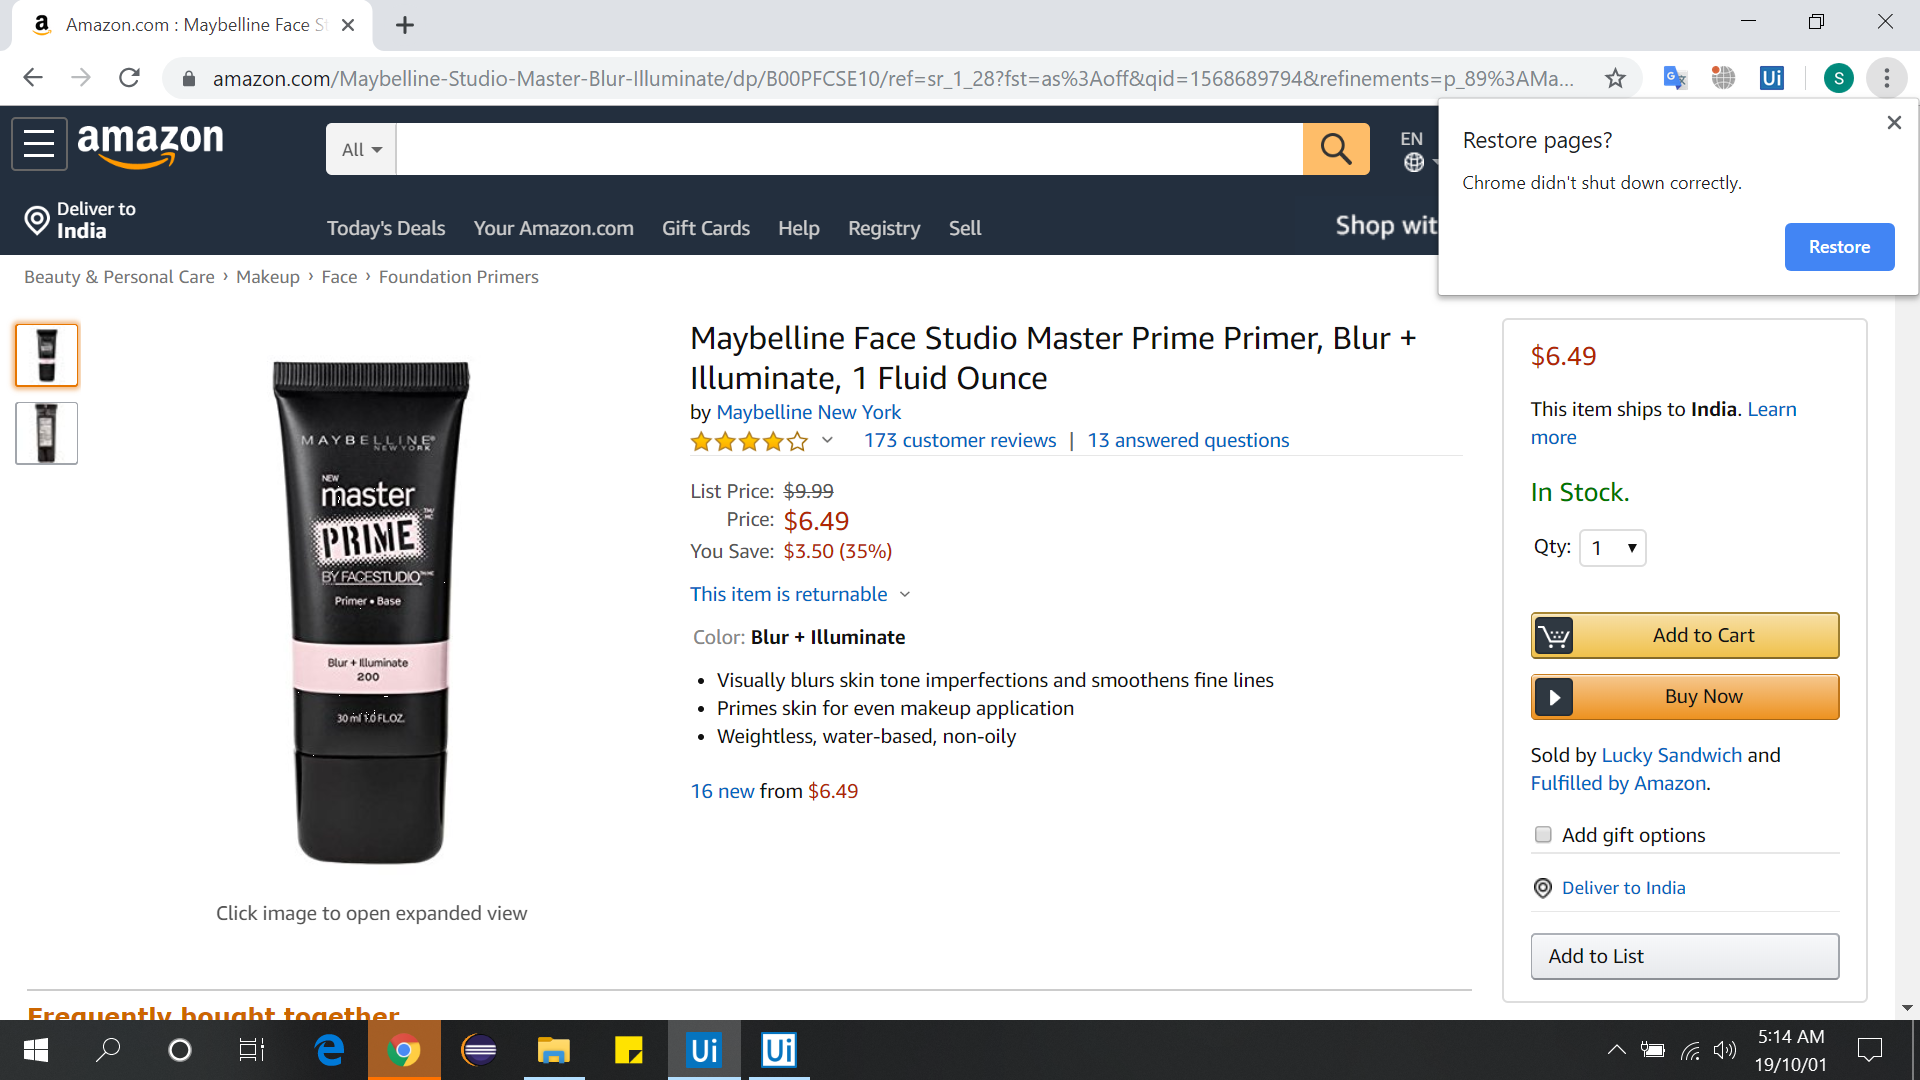 Amazon.com : Maybelline Face St
amazon.com/Maybelline-Studio-Master-Blur-Illuminate/dp/B00PFCSE10/ref=sr_1_28?fst=as%3Aoff&qid=1568689794&refinements=p_89%3AMa...
S
Restore pages?
Chrome didn't shut down correctly.
Restore
amazon
All
EN
Deliver to
India
Today's Deals Your Amazon.com Gift Cards Help Registry Sell
Shop wit
Beauty & Personal Care › Makeup › Face › Foundation Primers
MAYBELLINE®
NEW YORK
NEW
master
PRIME
TM/
MC
BY FACESTUDIO
Primer • Base
Blur + Illuminate
200
30 ml 1.0 FL.OZ.
Click image to open expanded view
Maybelline Face Studio Master Prime Primer, Blur +
Illuminate, 1 Fluid Ounce
by Maybelline New York
173 customer reviews | 13 answered questions
List Price: $9.99
Price: $6.49
You Save: $3.50 (35%)
This item is returnable
Color: Blur + Illuminate
• Visually blurs skin tone imperfections and smoothens fine lines
• Primes skin for even makeup application
• Weightless, water-based, non-oily
16 new from $6.49
$6.49
This item ships to India. Learn
more
In Stock.
Qty: 1
Add to Cart
Buy Now
Sold by Lucky Sandwich and
Fulfilled by Amazon.
Add gift options
Deliver to India
Add to List
Frequently bought together
Ui
Ui
Ui
5:14 AM
19/10/01